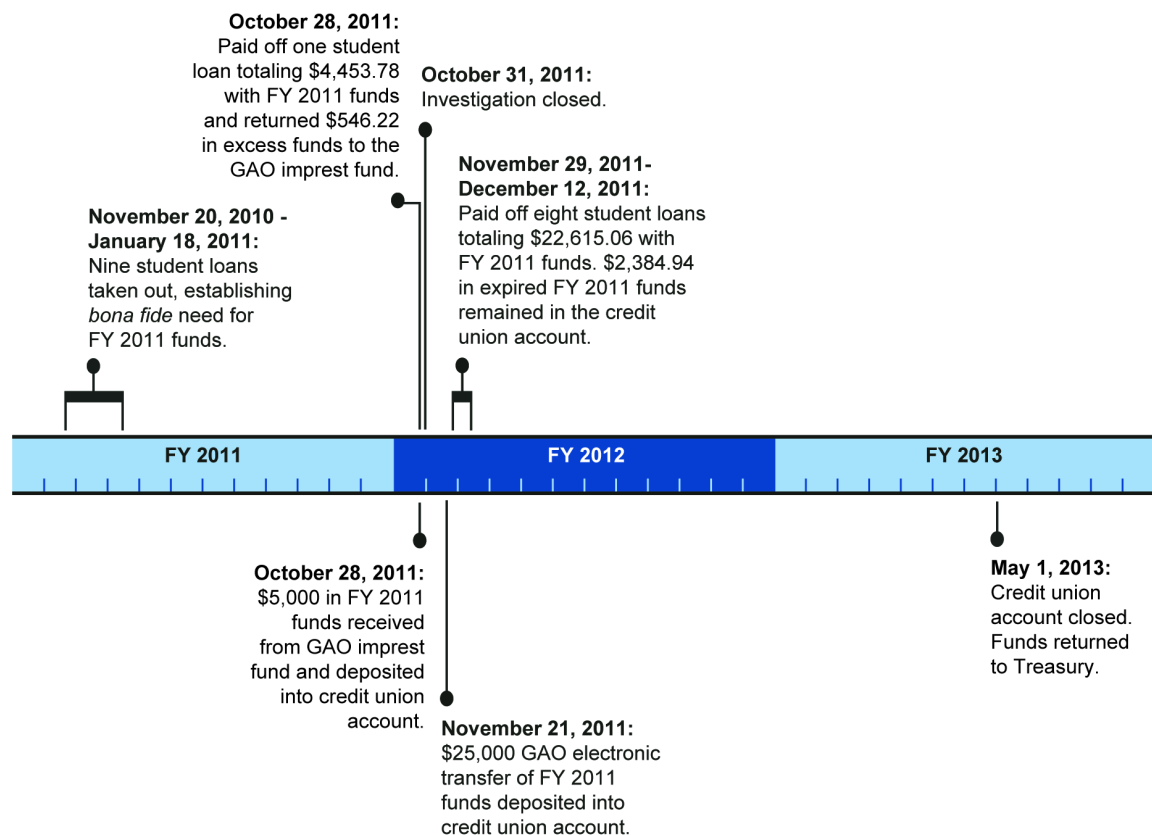 October 28, 2011:
Paid off one student
loan totaling $4,453.78
with FY 2011 funds
and returned $546.22
in excess funds to the
GAO imprest fund.
October 31, 2011:
Investigation closed.
November 29, 2011-
December 12, 2011:
Paid off eight student loans
totaling $22,615.06 with
FY 2011 funds. $2,384.94
in expired FY 2011 funds
remained in the credit
union account.
November 20, 2010 -
January 18, 2011:
Nine student loans
taken out, establishing
bona fide need for
FY 2011 funds.
FY 2011
FY 2012
FY 2013
October 28, 2011:
$5,000 in FY 2011
funds received
from GAO imprest
fund and deposited
into credit union
account.
November 21, 2011:
$25,000 GAO electronic
transfer of FY 2011
funds deposited into
credit union account.
May 1, 2013:
Credit union
account closed.
Funds returned
to Treasury.